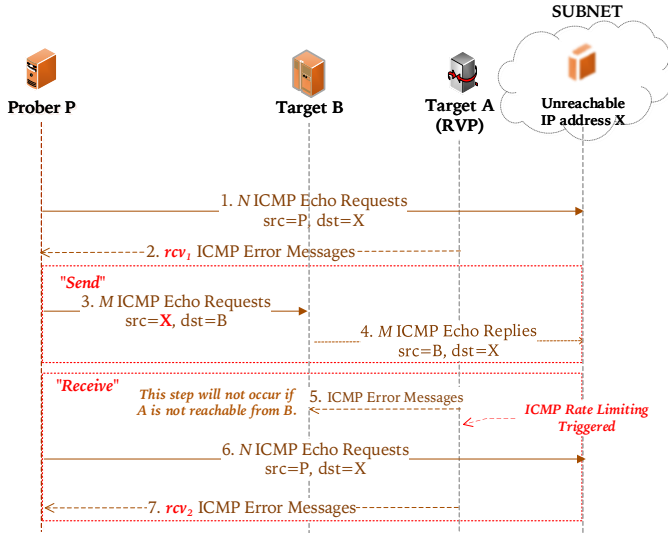 SUBNET
Prober P
Target B
Target A
(RVP)
Unreachable
IP address X
1. N ICMP Echo Requests
src=P, dst=X
2. rcv₁ ICMP Error Messages
"Send"
3. M ICMP Echo Requests
src=X, dst=B
4. M ICMP Echo Replies
src=B, dst=X
"Receive"
This step will not occur if
A is not reachable from B.
5. ICMP Error Messages
ICMP Rate Limiting
Triggered
6. N ICMP Echo Requests
src=P, dst=X
7. rcv₂ ICMP Error Messages